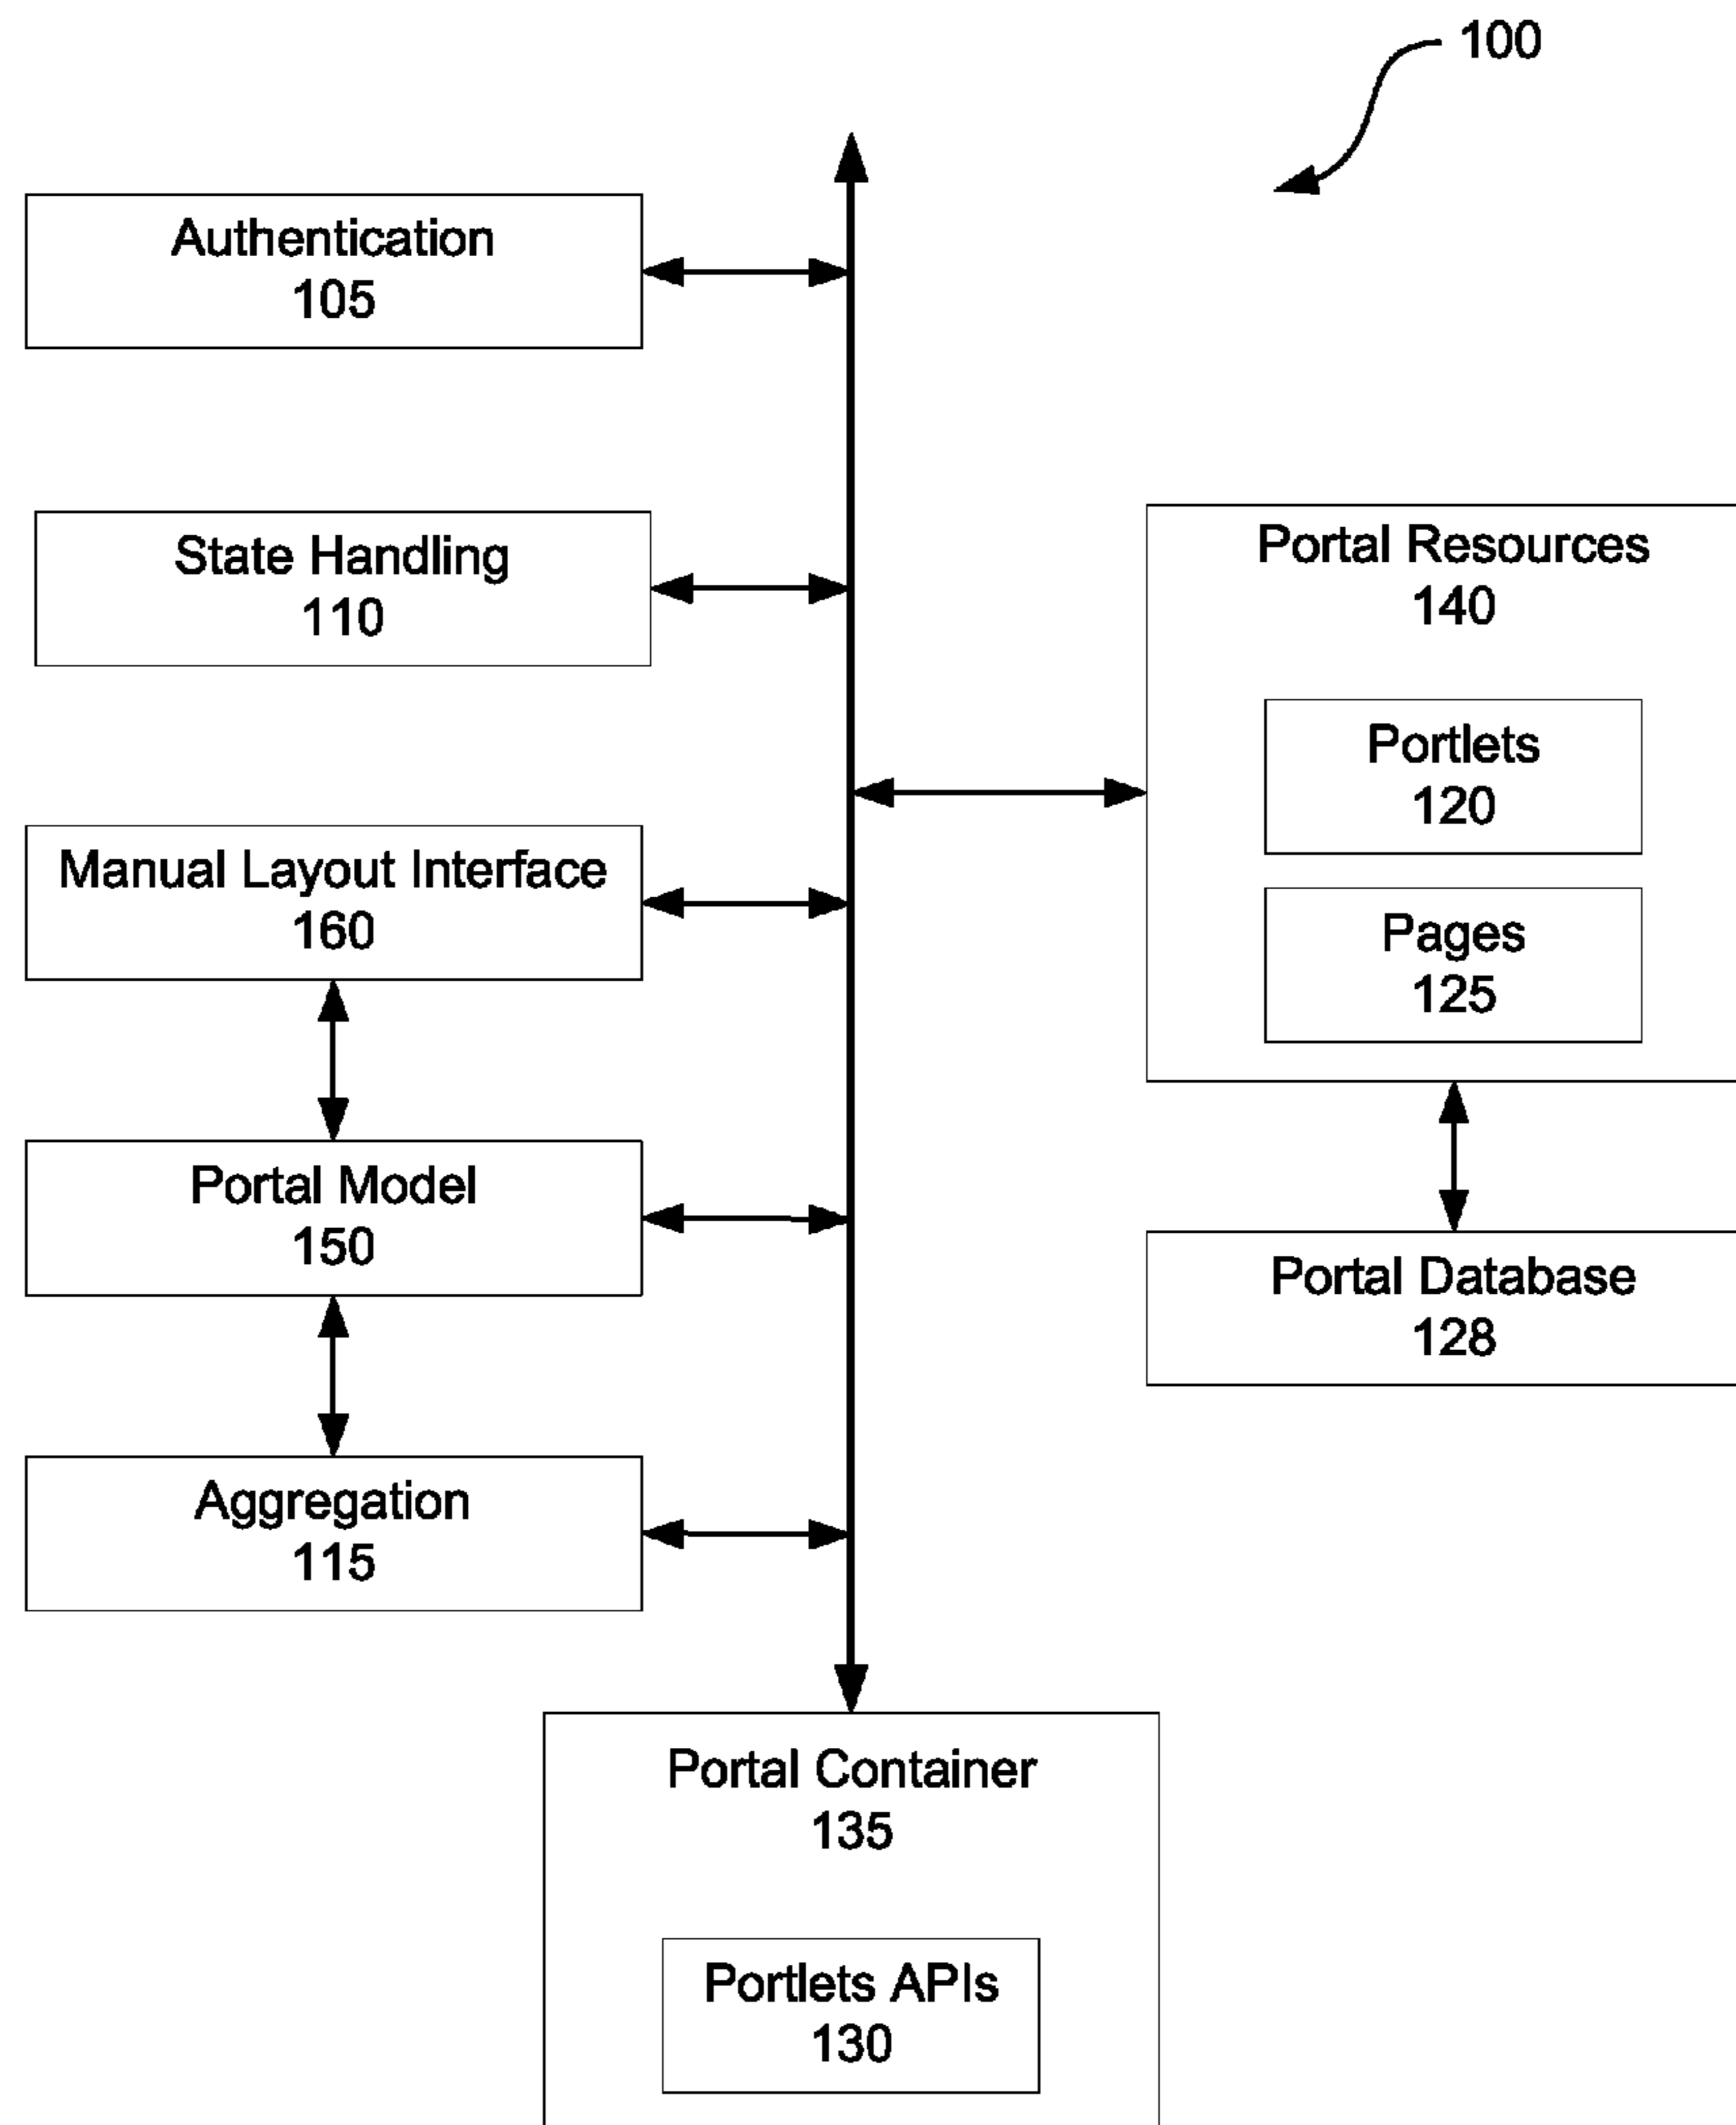 100
Authentication
105
State Handling
110
Portal Resources
140
Portlets
120
Manual Layout Interface
160
Pages
125
Portal Model
150
Portal Database
128
Aggregation
115
Portal Container
135
Portlets APIs
130